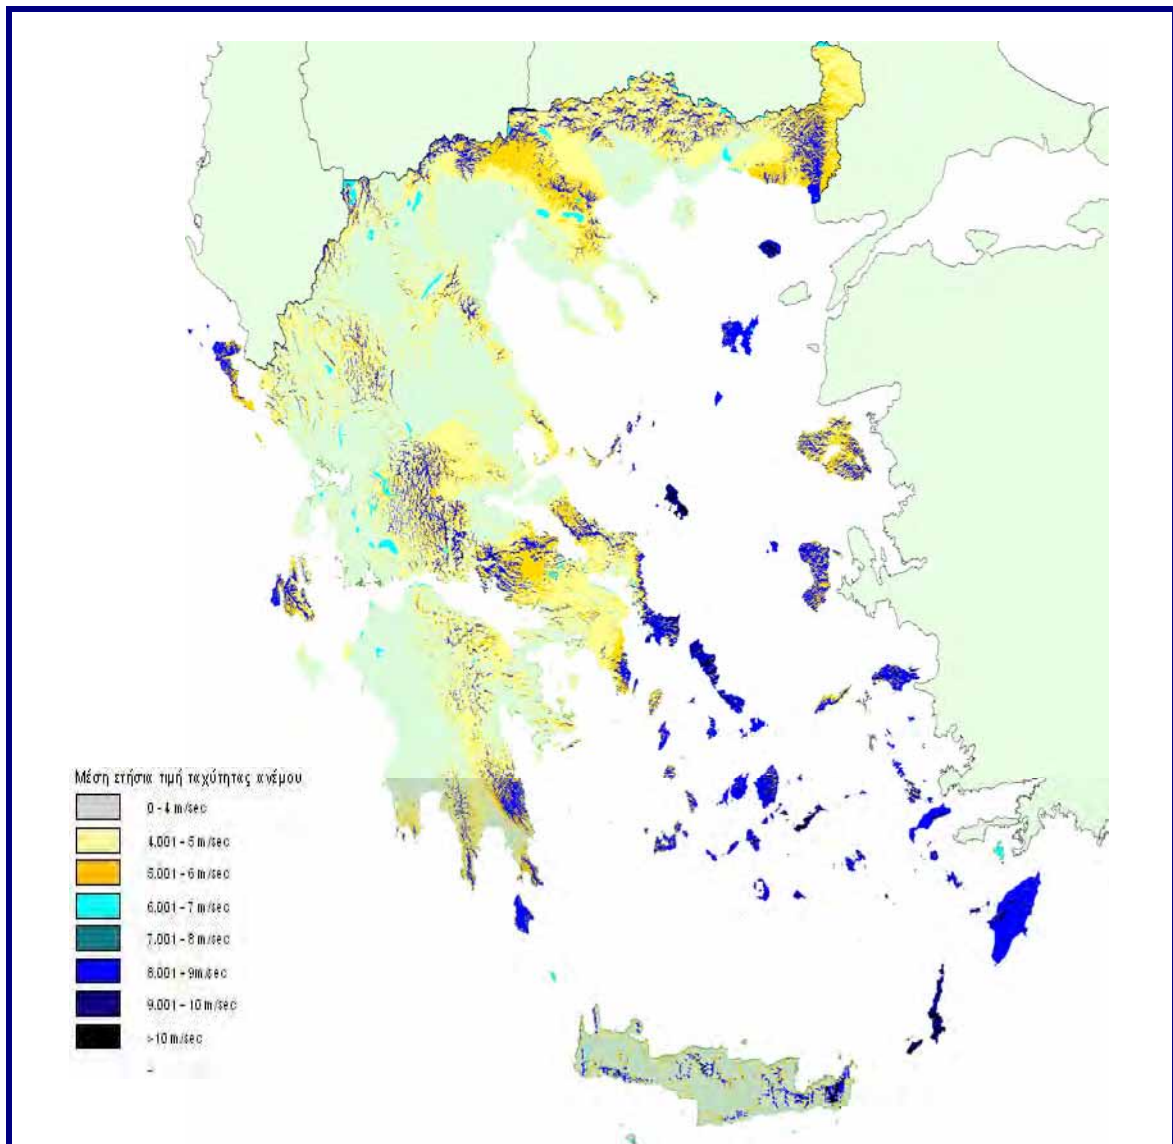 Μέση ετήσια τιμή ταχύτητας ανέμου
0 - 4 m/sec
4.001 - 5 m/sec
5.001 - 6 m/sec
6.001 - 7 m/sec
7.001 - 8 m/sec
8.001 - 9m/sec
9.001 - 10 m/sec
>10 m/sec